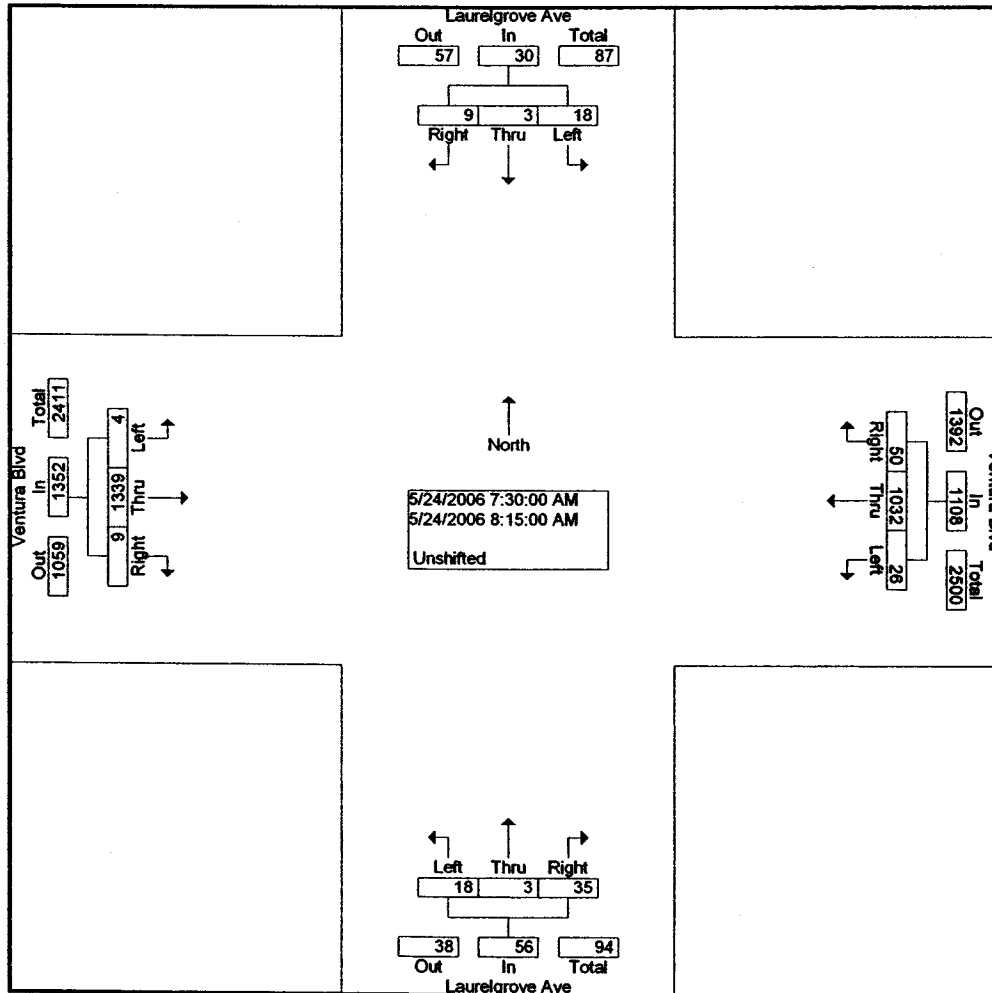 Laurelgrove Ave
Out In Total
57 30 87
9 3 18
Right Thru Left
Ventura Blvd
Total In Out
2411 1352 1059
4 1339 9
Left Thru Right
North
5/24/2006 7:30:00 AM
5/24/2006 8:15:00 AM
Unshifted
Right Thru Left
50 1032 26
1392 1108 2500
Out In Total
Left Thru Right
18 3 35
38 56 94
Out In Total
Laurelgrove Ave